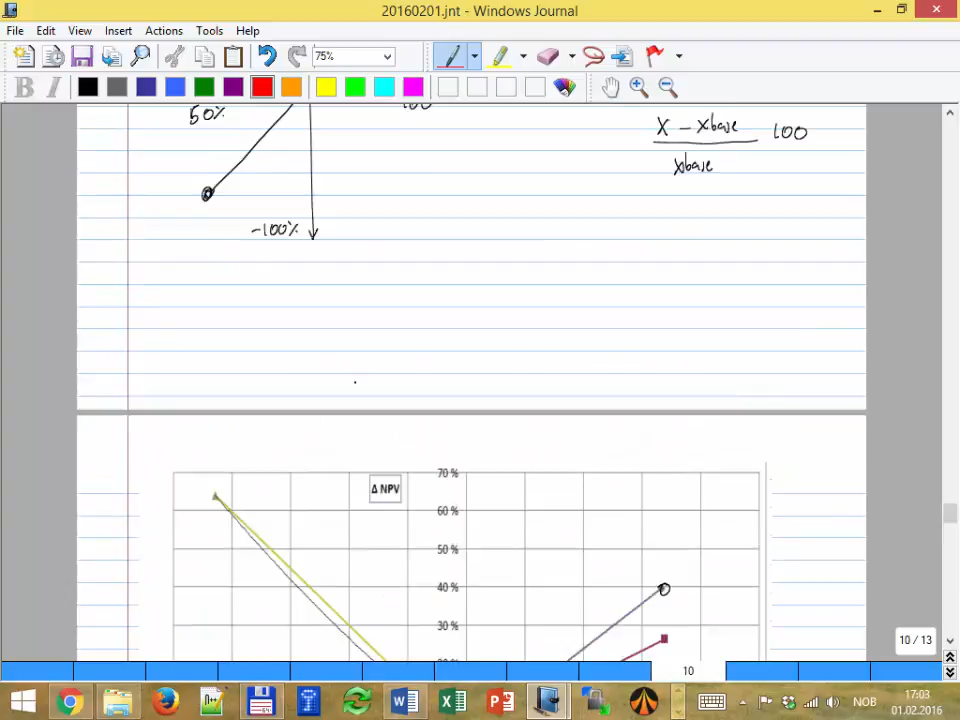 20160201.jnt - Windows Journal
File Edit View Insert Actions Tools Help
75%
B I
50%
X - Xbase 100
xbase
-100%
Δ NPV
70 %
60 %
50 %
40 %
30 %
10 / 13
10
NOB
17:03
01.02.2016